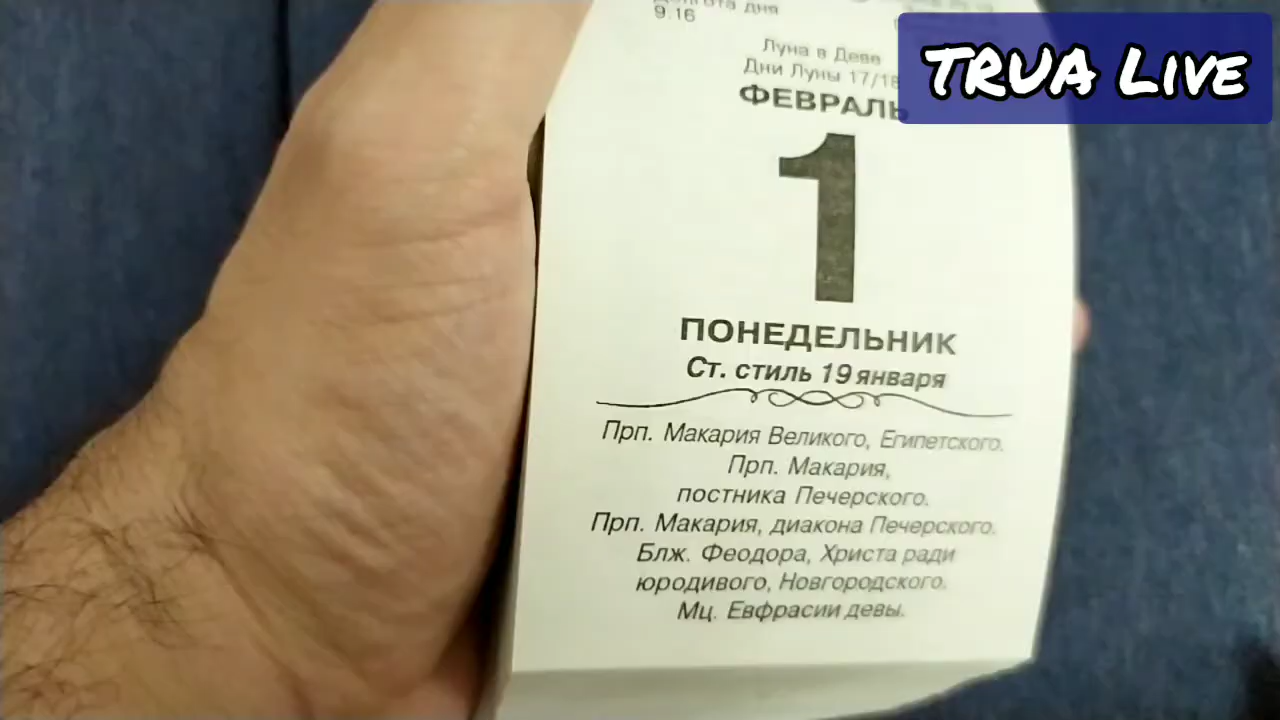 Долгота дня
9.16
TRUA LIVE
Луна в Деве
Дни Луны 17/18
ФЕВРАЛЬ
1
ПОНЕДЕЛЬНИК
Ст. стиль 19 января
Прп. Макария Великого, Египетского.
Прп. Макария,
постника Печерского.
Прп. Макария, диакона Печерского.
Блж. Феодора, Христа ради
юродивого, Новгородского.
Мц. Евфрасии девы.